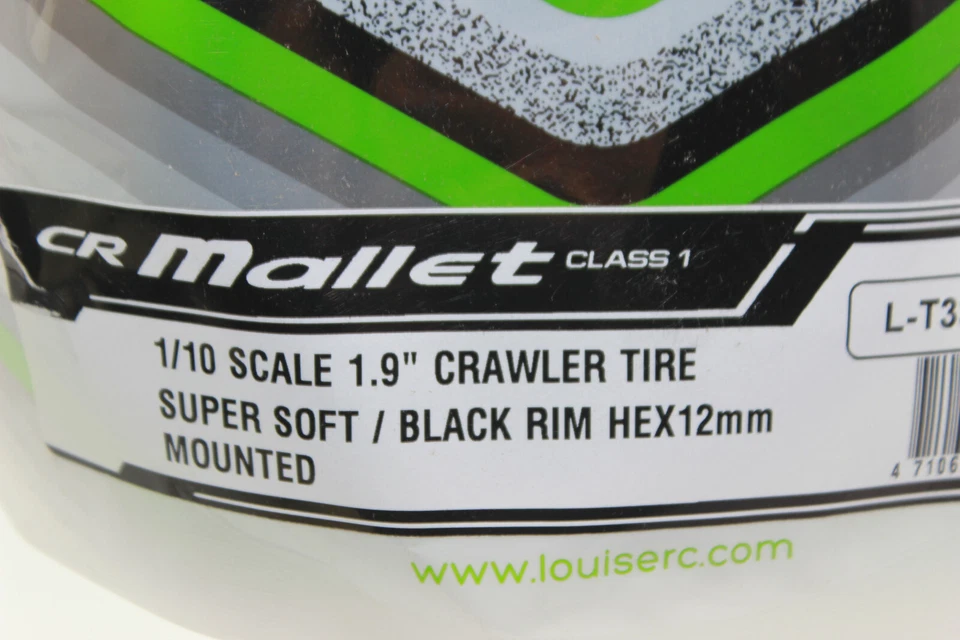 CR mallet CLASS 1
L-T3
1/10 SCALE 1.9" CRAWLER TIRE
SUPER SOFT / BLACK RIM HEX12mm
MOUNTED
4 7106
www.louiserc.com